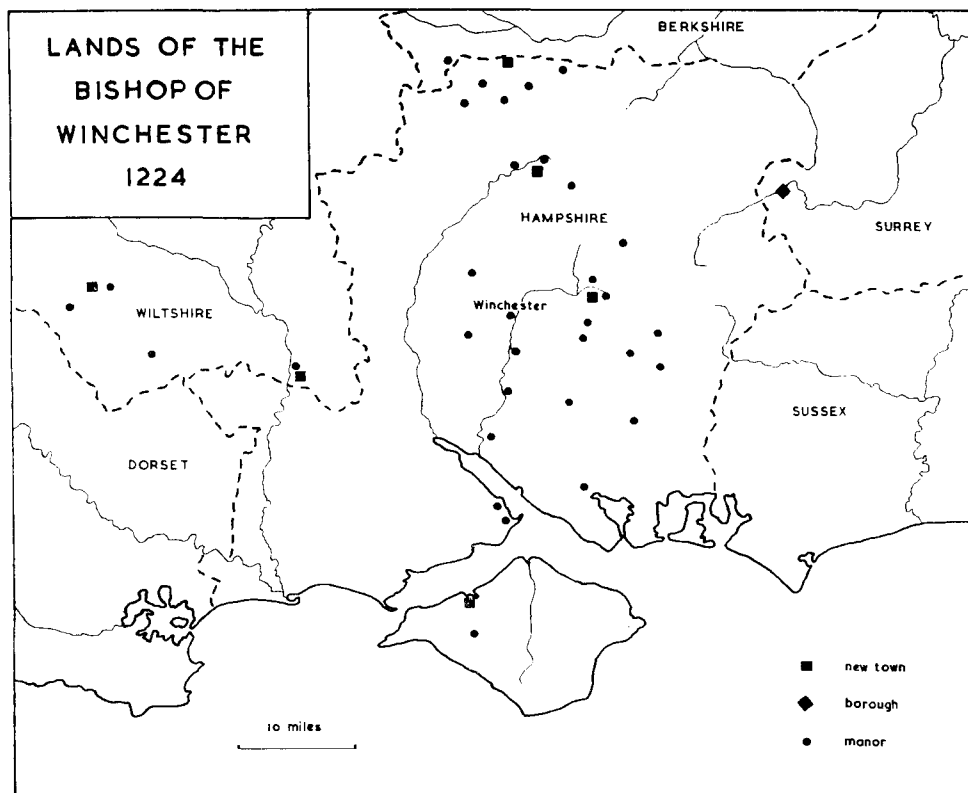 LANDS OF THE
BISHOP OF
WINCHESTER
1224
BERKSHIRE
HAMPSHIRE
SURREY
Winchester
WILTSHIRE
SUSSEX
DORSET
new town
borough
10 miles
manor